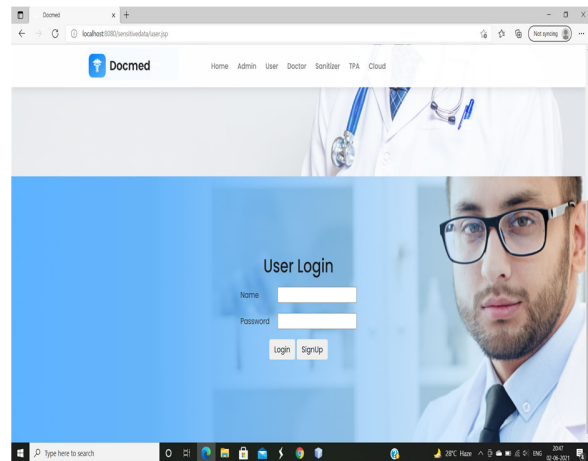 Docmed
localhost:8080/sensitivedata/user.jsp
Not syncing
Docmed
Home Admin User Doctor Sanitizer TPA Cloud
User Login
Name
Password
Login SignUp
Type here to search
28°C Haze
ENG
20:47
02-06-2021